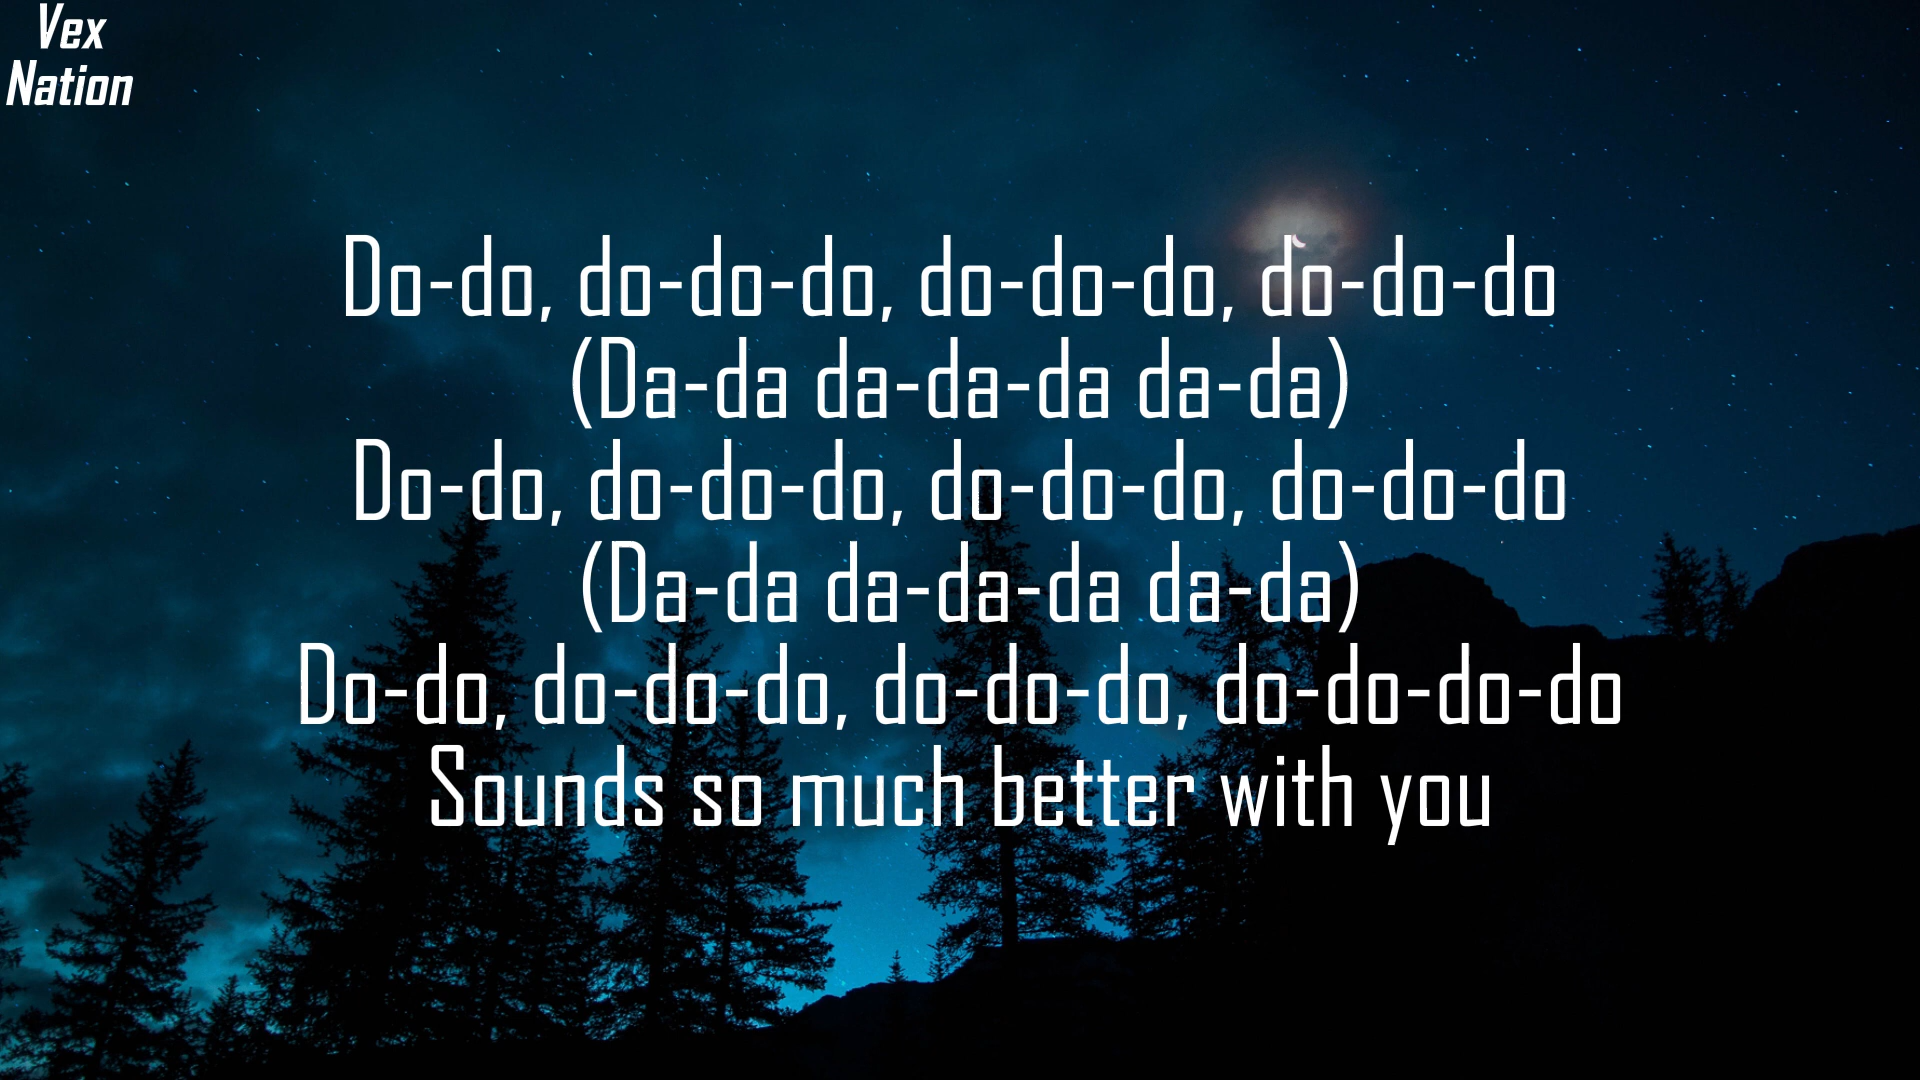 Vex
Nation
Do-do, do-do-do, do-do-do, do-do-do
(Da-da da-da-da da-da)
Do-do, do-do-do, do-do-do, do-do-do
(Da-da da-da-da da-da)
Do-do, do-do-do, do-do-do, do-do-do-do
Sounds so much better with you